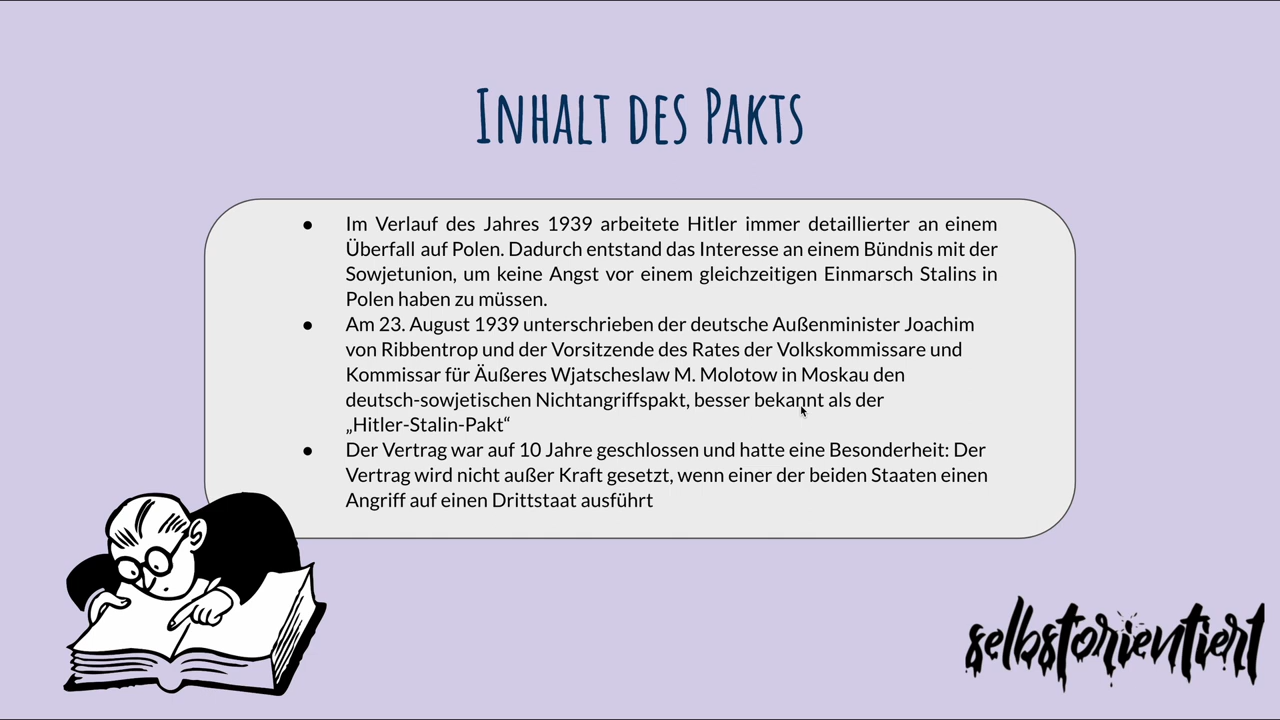 Inhalt des Pakts
● Im Verlauf des Jahres 1939 arbeitete Hitler immer detaillierter an einem
Überfall auf Polen. Dadurch entstand das Interesse an einem Bündnis mit der
Sowjetunion, um keine Angst vor einem gleichzeitigen Einmarsch Stalins in
Polen haben zu müssen.
● Am 23. August 1939 unterschrieben der deutsche Außenminister Joachim
von Ribbentrop und der Vorsitzende des Rates der Volkskommissare und
Kommissar für Äußeres Wjatscheslaw M. Molotow in Moskau den
deutsch-sowjetischen Nichtangriffspakt, besser bekannt als der
„Hitler-Stalin-Pakt“
● Der Vertrag war auf 10 Jahre geschlossen und hatte eine Besonderheit: Der
Vertrag wird nicht außer Kraft gesetzt, wenn einer der beiden Staaten einen
Angriff auf einen Drittstaat ausführt
selbstorientiert